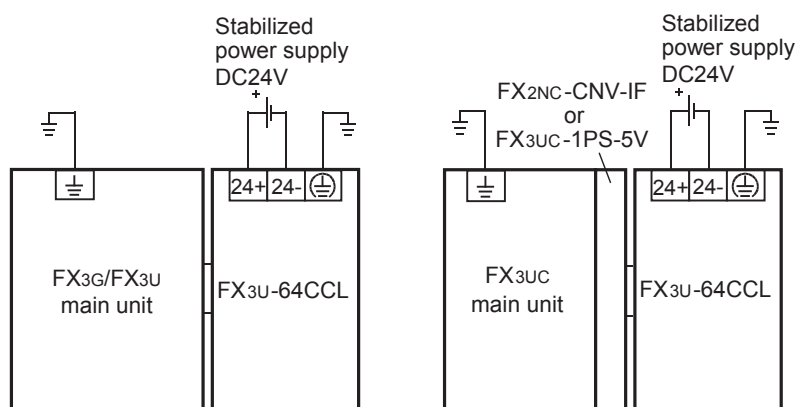 Stabilized
power supply
DC24V
+
24+ 24-
FX3G/FX3U
main unit
FX3U-64CCL
Stabilized
power supply
DC24V
+
FX2NC-CNV-IF
or
FX3UC-1PS-5V
24+ 24-
FX3UC
main unit
FX3U-64CCL